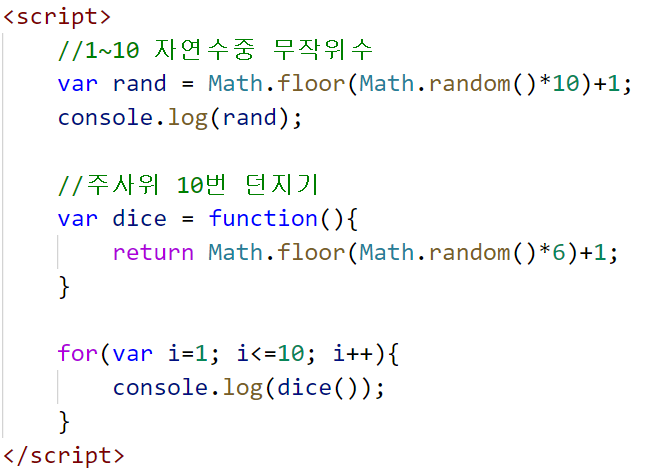 <script>
//1~10 자연수중 무작위수
var rand = Math.floor(Math.random()*10)+1;
console.log(rand);
//주사위 10번 던지기
var dice = function(){
return Math.floor(Math.random()*6)+1;
}
for(var i=1; i<=10; i++){
console.log(dice());
}
</script>